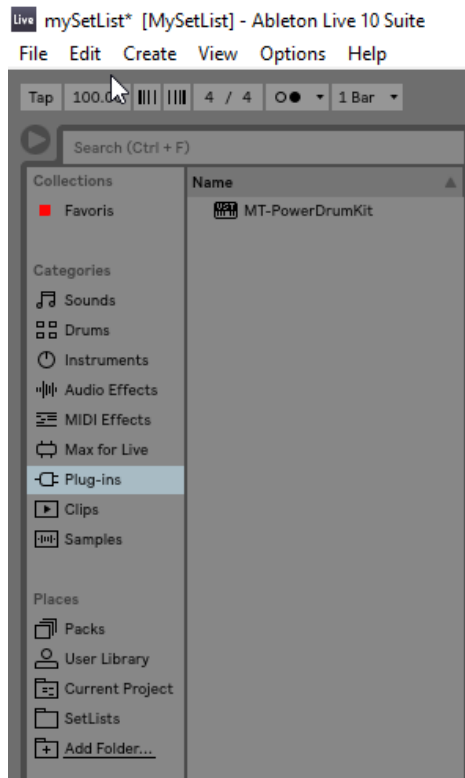 Live mySetList* [MySetList] - Ableton Live 10 Suite
File Edit Create View Options Help
Tap 4 / 4 1 Bar
Search (Ctrl + F)
Collections
Name
Favoris
MT-PowerDrumKit
Categories
Sounds
Drums
Instruments
Audio Effects
MIDI Effects
Max for Live
Plug-ins
Clips
Samples
Places
Packs
User Library
Current Project
SetLists
Add Folder...